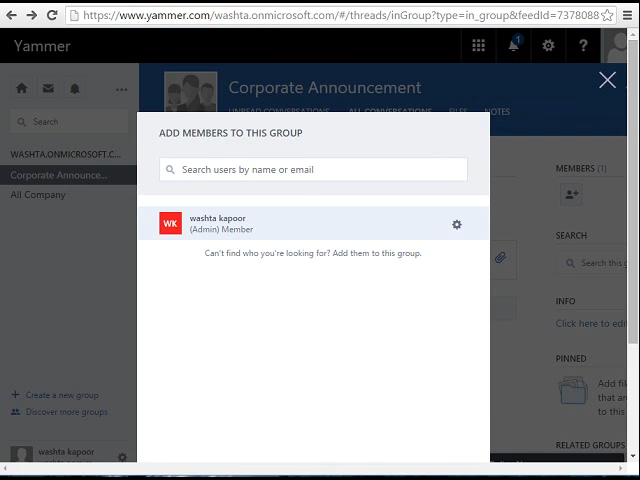 https://www.yammer.com/washta.onmicrosoft.com/#/threads/inGroup?type=in_group&feedId=7378088
Yammer
1
?
Corporate Announcement
UNREAD CONVERSATIONS ALL CONVERSATIONS FILES NOTES
Search
WASHTA.ONMICROSOFT.C...
Corporate Announce...
All Company
+ Create a new group
Discover more groups
washta kapoor
ADD MEMBERS TO THIS GROUP
Search users by name or email
WK
washta kapoor
(Admin) Member
Can't find who you're looking for? Add them to this group.
MEMBERS (1)
SEARCH
Search this g
INFO
Click here to edit
PINNED
Add fil
that are
to this
RELATED GROUPS